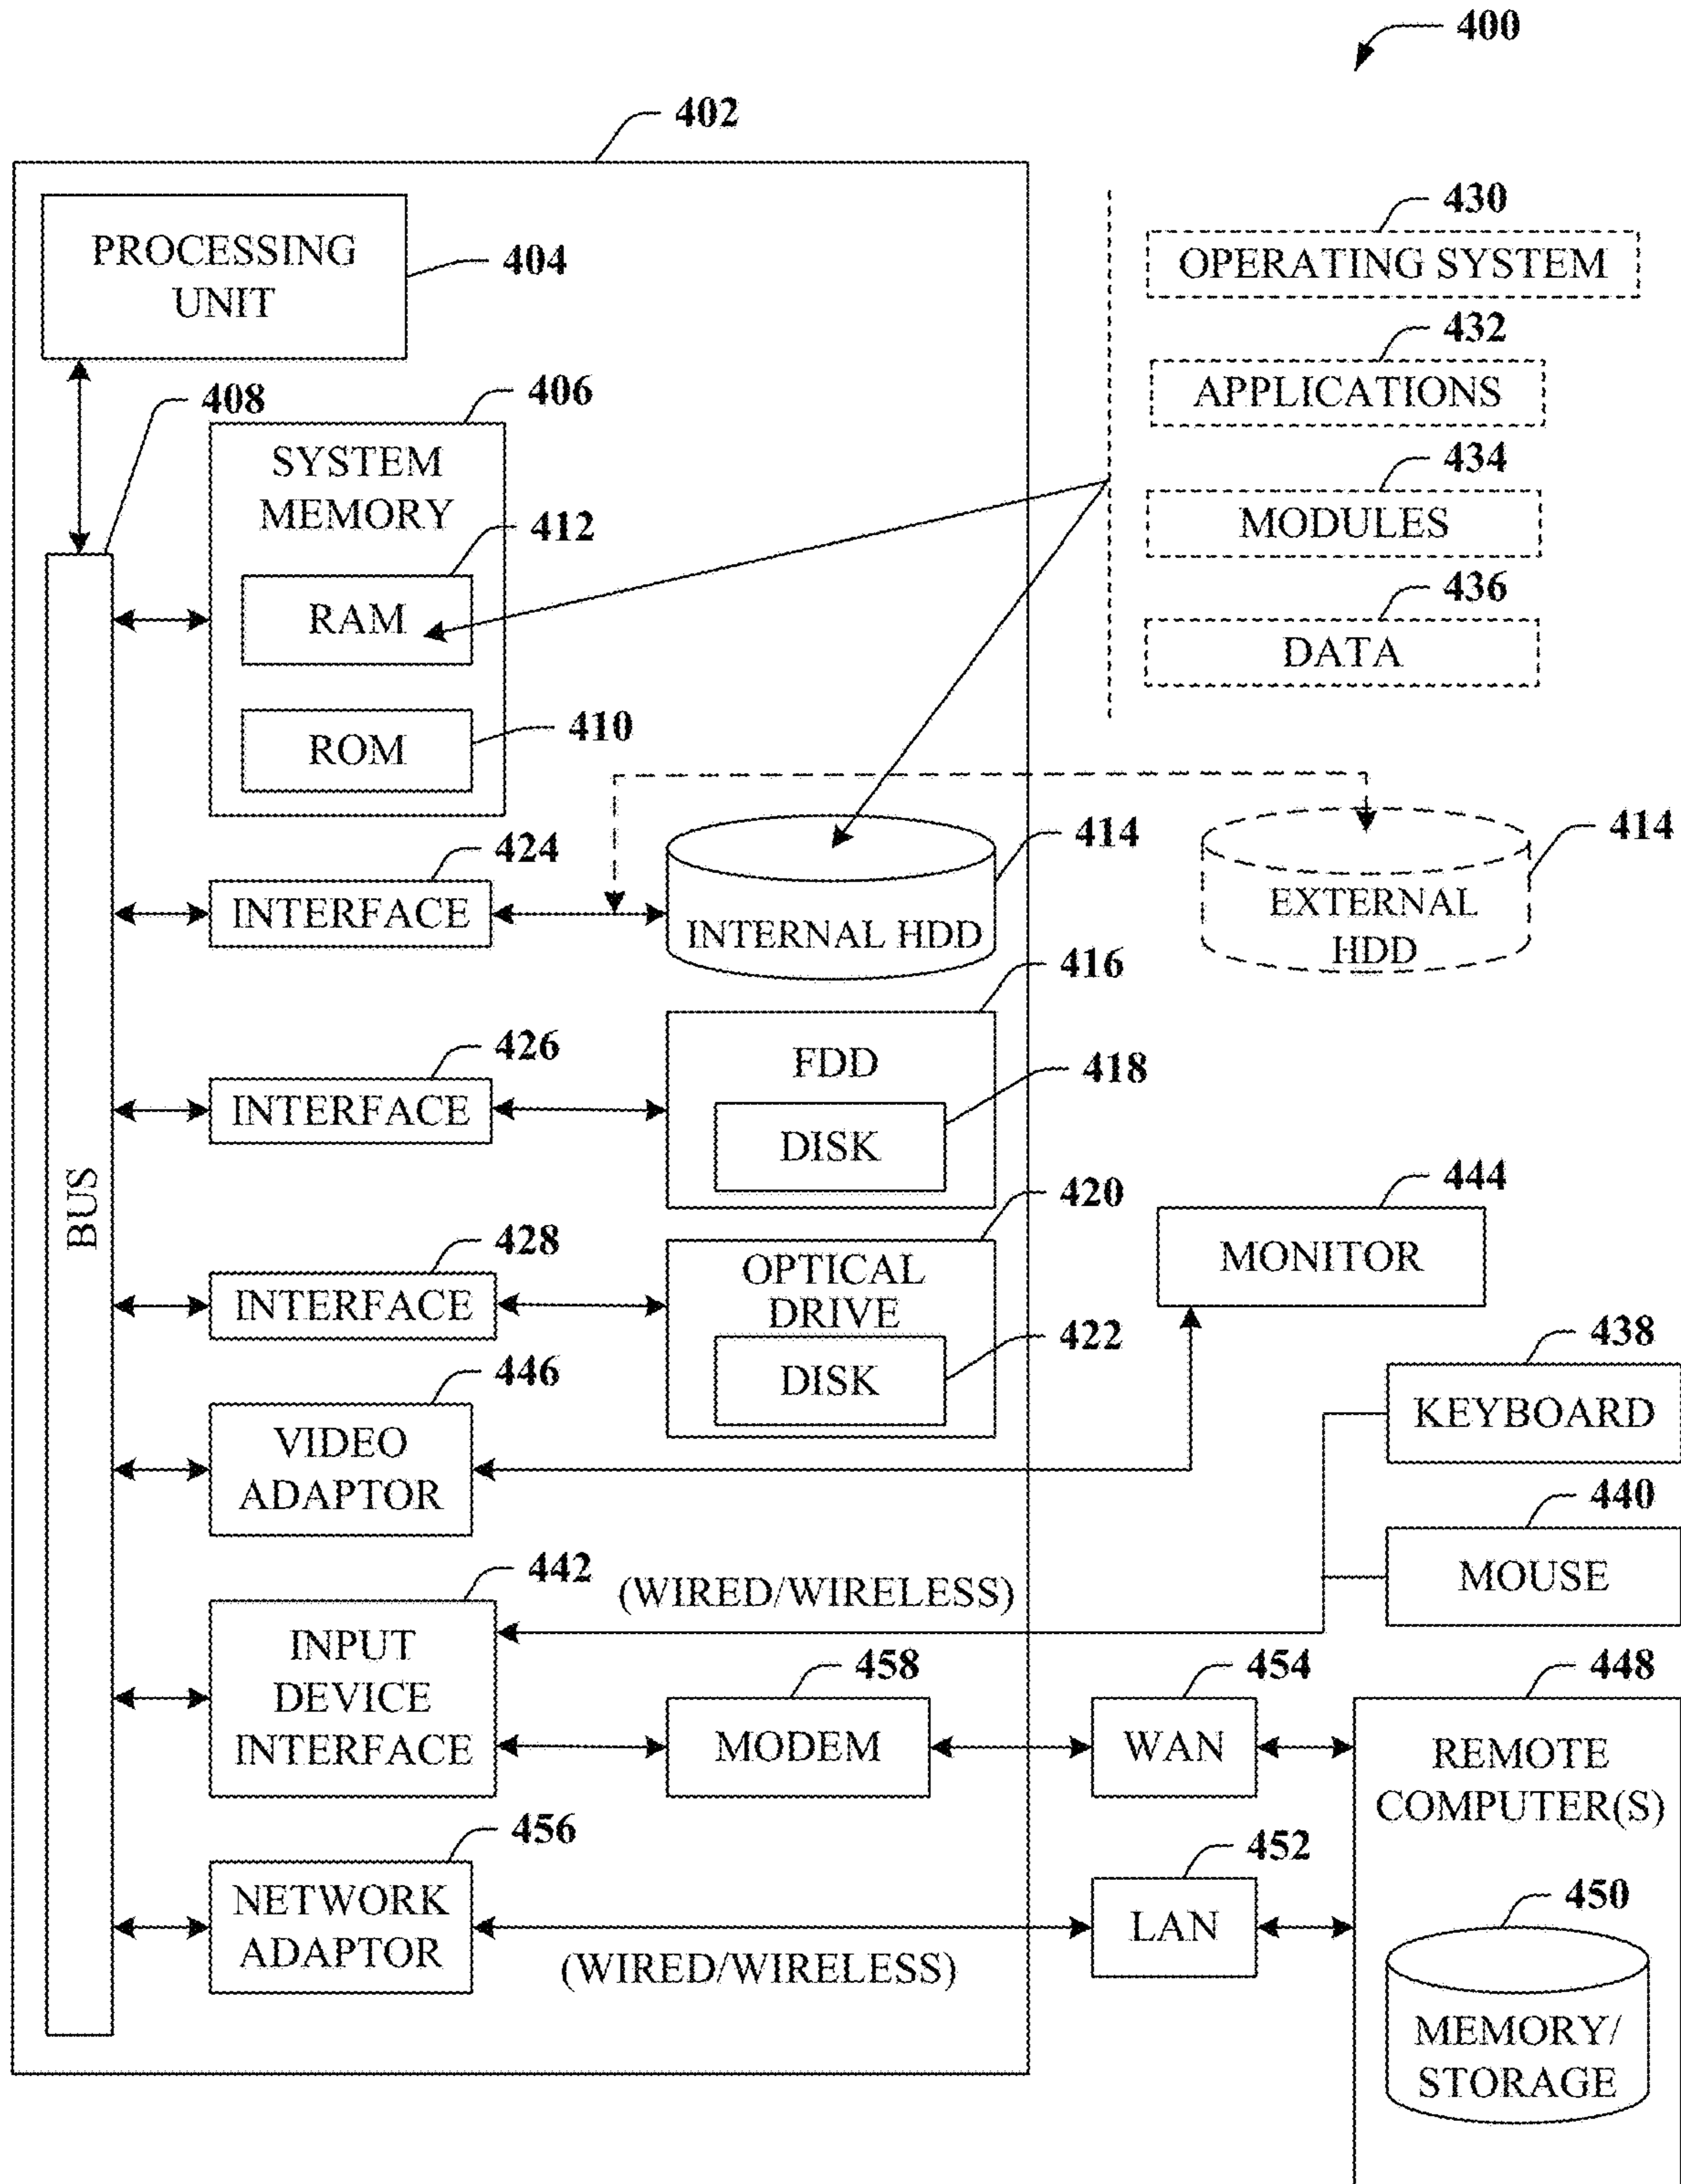 400
402
PROCESSING
UNIT
404
430
OPERATING SYSTEM
432
APPLICATIONS
434
MODULES
436
DATA
408
406
SYSTEM
MEMORY
412
RAM
410
ROM
424
INTERFACE
414
INTERNAL HDD
414
EXTERNAL
HDD
416
426
INTERFACE
FDD
418
DISK
BUS
420
428
INTERFACE
OPTICAL
DRIVE
422
DISK
444
MONITOR
438
KEYBOARD
446
VIDEO
ADAPTOR
440
MOUSE
442
(WIRED/WIRELESS)
INPUT
DEVICE
INTERFACE
458
MODEM
454
WAN
448
REMOTE
COMPUTER(S)
456
NETWORK
ADAPTOR
(WIRED/WIRELESS)
452
LAN
450
MEMORY/
STORAGE